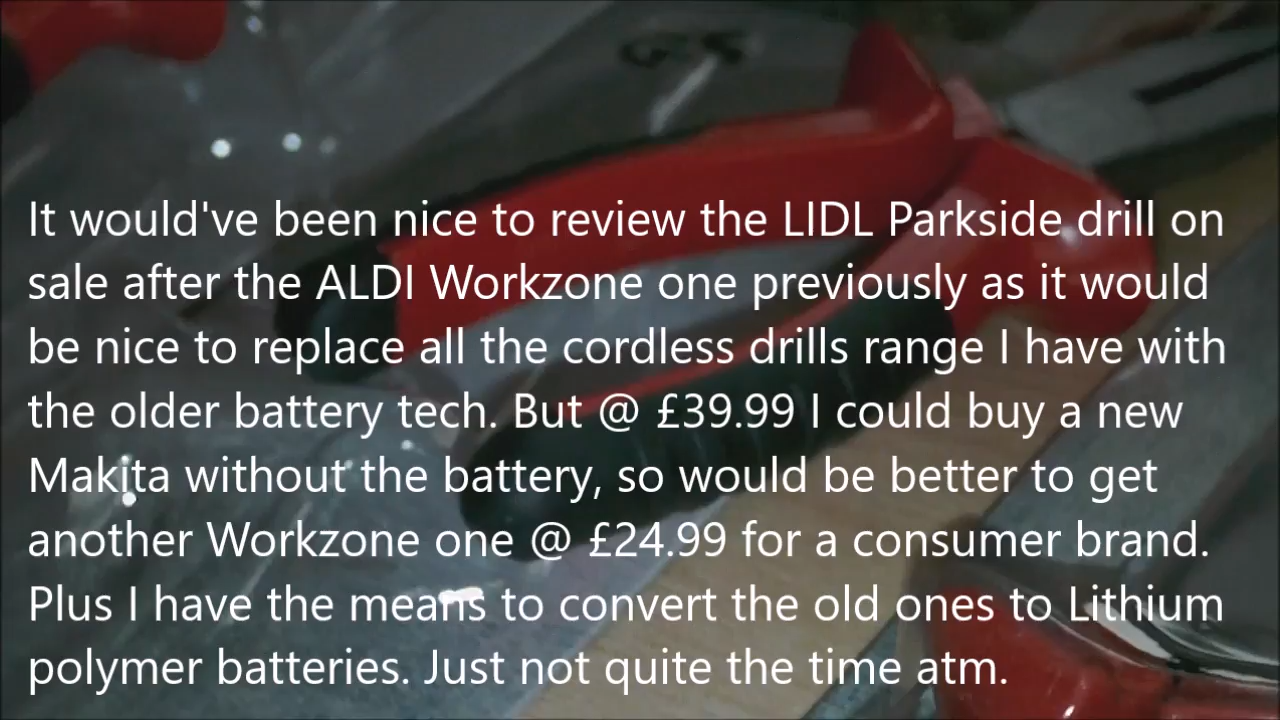 It would've been nice to review the LIDL Parkside drill on
sale after the ALDI Workzone one previously as it would
be nice to replace all the cordless drills range I have with
the older battery tech. But @ £39.99 I could buy a new
Makita without the battery, so would be better to get
another Workzone one @ £24.99 for a consumer brand.
Plus I have the means to convert the old ones to Lithium
polymer batteries. Just not quite the time atm.